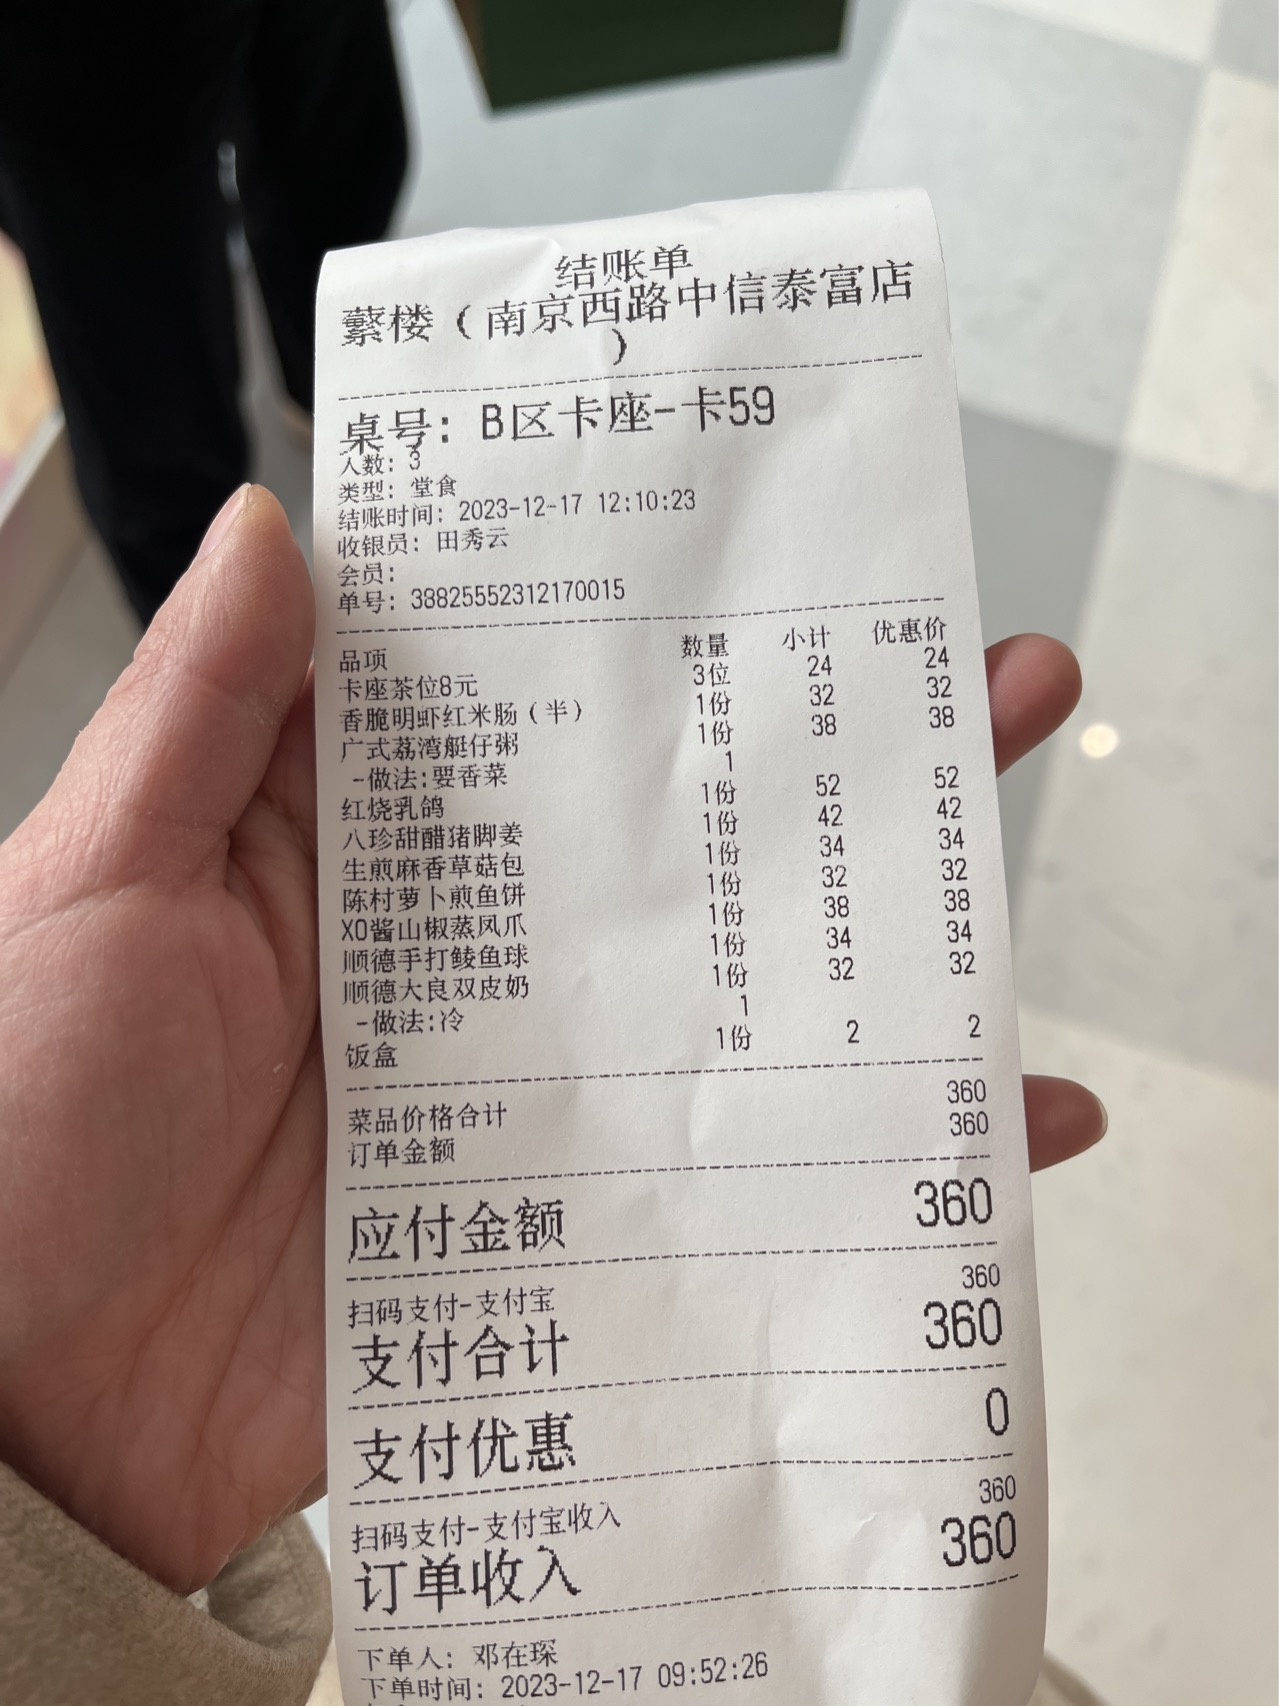 结账单
蘩楼（南京西路中信泰富店
）
桌号: B区卡座-卡59
人数: 3
类型: 堂食
结账时间: 2023-12-17 12:10:23
收银员: 田秀云
会员:
单号: 38825552312170015
品项 数量 小计 优惠价
卡座茶位8元 3位 24 24
香脆明虾红米肠（半） 1份 32 32
广式荔湾艇仔粥 1份 38 38
-做法:要香菜 1
红烧乳鸽 1份 52 52
八珍甜醋猪脚姜 1份 42 42
生煎麻香草菇包 1份 34 34
陈村萝卜煎鱼饼 1份 32 32
XO酱山椒蒸凤爪 1份 38 38
顺德手打鲮鱼球 1份 34 34
顺德大良双皮奶 1份 32 32
-做法:冷 1
饭盒 1份 2 2
菜品价格合计 360
订单金额 360
应付金额 360
扫码支付-支付宝 360
支付合计 360
支付优惠 0
扫码支付-支付宝收入 360
订单收入 360
下单人: 邓在琛
下单时间: 2023-12-17 09:52:26